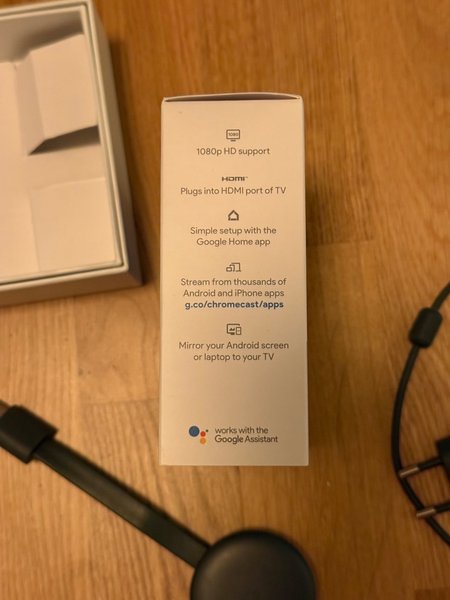 1080
1080p HD support
HDMI
Plugs into HDMI port of TV
Simple setup with the
Google Home app
Stream from thousands of
Android and iPhone apps
g.co/chromecast/apps
Mirror your Android screen
or laptop to your TV
works with the
Google Assistant